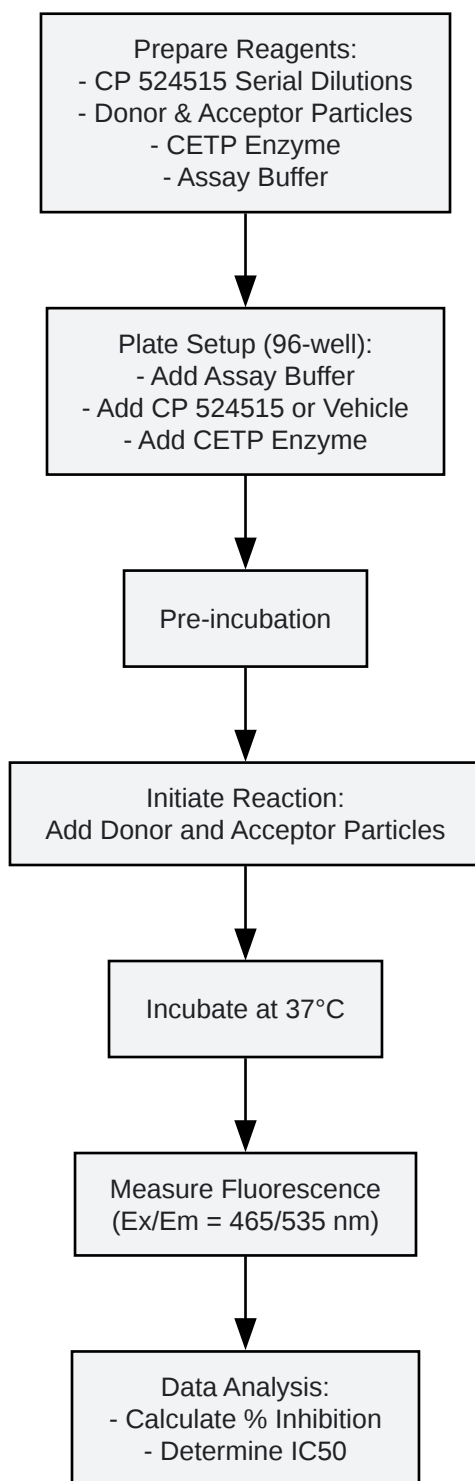 Prepare Reagents:
- CP 524515 Serial Dilutions
- Donor & Acceptor Particles
- CETP Enzyme
- Assay Buffer
Plate Setup (96-well):
- Add Assay Buffer
- Add CP 524515 or Vehicle
- Add CETP Enzyme
Pre-incubation
Initiate Reaction:
Add Donor and Acceptor Particles
Incubate at 37°C
Measure Fluorescence
(Ex/Em = 465/535 nm)
Data Analysis:
- Calculate % Inhibition
- Determine IC50